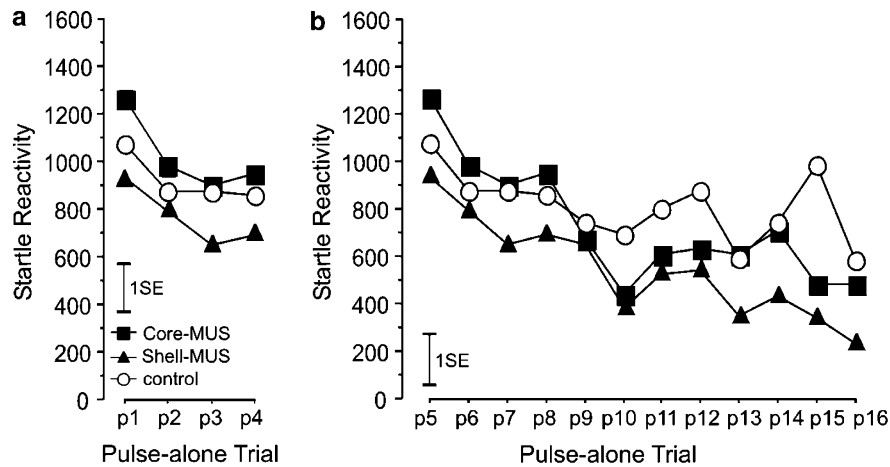 a
1600
1400
1200
1000
800
600
400
200
0
Startle Reactivity
1SE
Core-MUS
Shell-MUS
control
p1 p2 p3 p4
Pulse-alone Trial
b
1600
1400
1200
1000
800
600
400
200
0
Startle Reactivity
1SE
p5 p6 p7 p8 p9 p10 p11 p12 p13 p14 p15 p16
Pulse-alone Trial